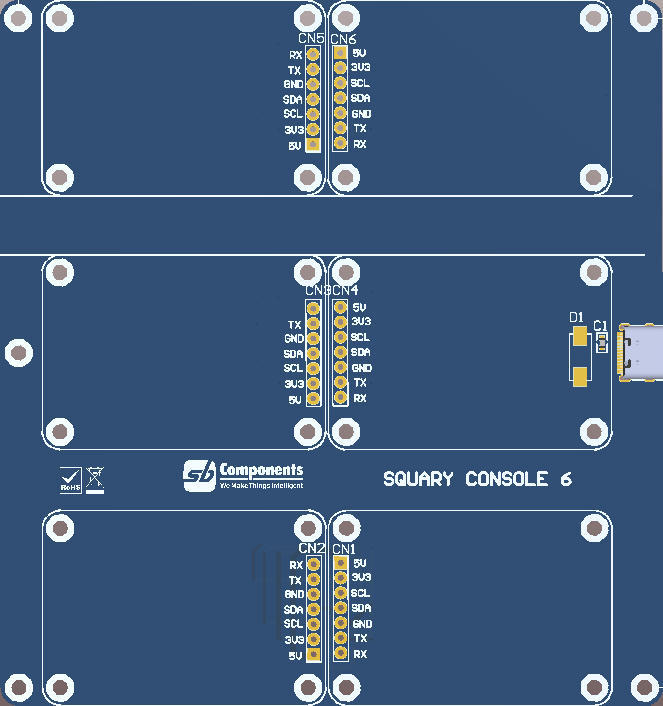 CN5 CN6
RX 5V
TX 3V3
GND SCL
SDA SDA
SCL GND
3V3 TX
5V RX
CN3 CN4
5V
TX 3V3
GND SCL
SDA SDA
SCL GND
3V3 TX
5V RX
D1
C1
RoHS
sb Components
We Make Things Intelligent
SQUARY CONSOLE 6
CN2 CN1
RX 5V
TX 3V3
GND SCL
SDA SDA
SCL GND
3V3 TX
5V RX